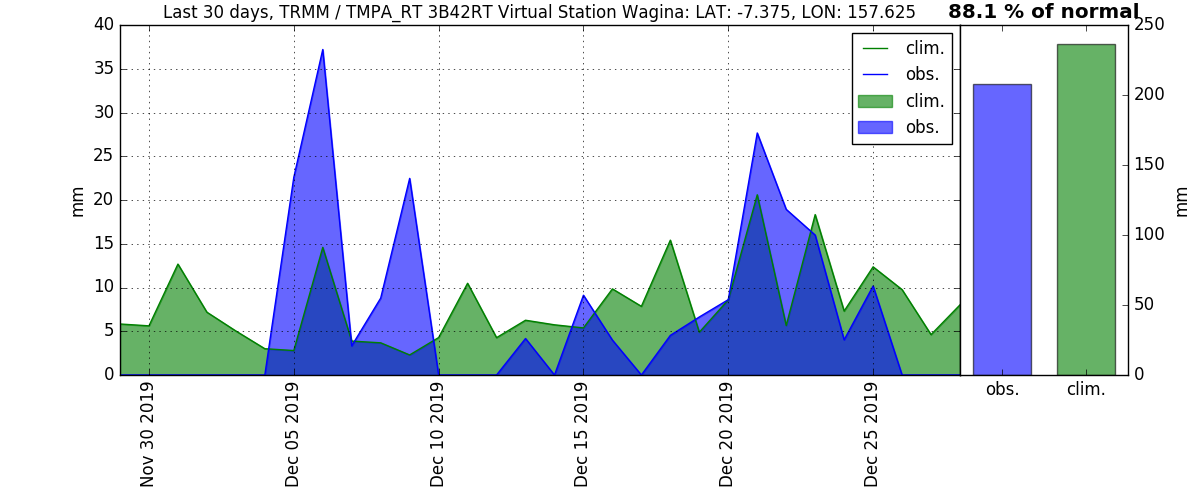 Last 30 days, TRMM / TMPA_RT 3B42RT Virtual Station Wagina: LAT: -7.375, LON: 157.625
88.1 % of normal
40
35
30
25
20
15
10
5
0
mm
clim.
obs.
clim.
obs.
Nov 30 2019
Dec 05 2019
Dec 10 2019
Dec 15 2019
Dec 20 2019
Dec 25 2019
250
200
150
100
50
0
mm
obs.
clim.